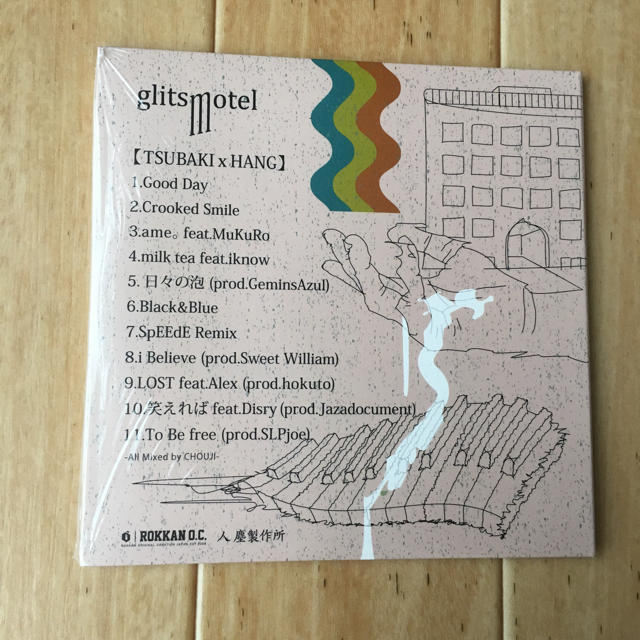 glitsmotel
【TSUBAKI x HANG】
1.Good Day
2.Crooked Smile
3.ame。feat.MuKuRo
4.milk tea feat.iknow
5. 日々の泡 (prod.GeminsAzul)
6.Black&Blue
7.SpEEdE Remix
8.i Believe (prod.Sweet William)
9.LOST feat.Alex (prod.hokuto)
10.笑えれば feat.Disry (prod.Jazadocument)
11.To Be free (prod.SLPjoe)
-All Mixed by CHOUJI-
ROKKAN O.C. 人塵製作所